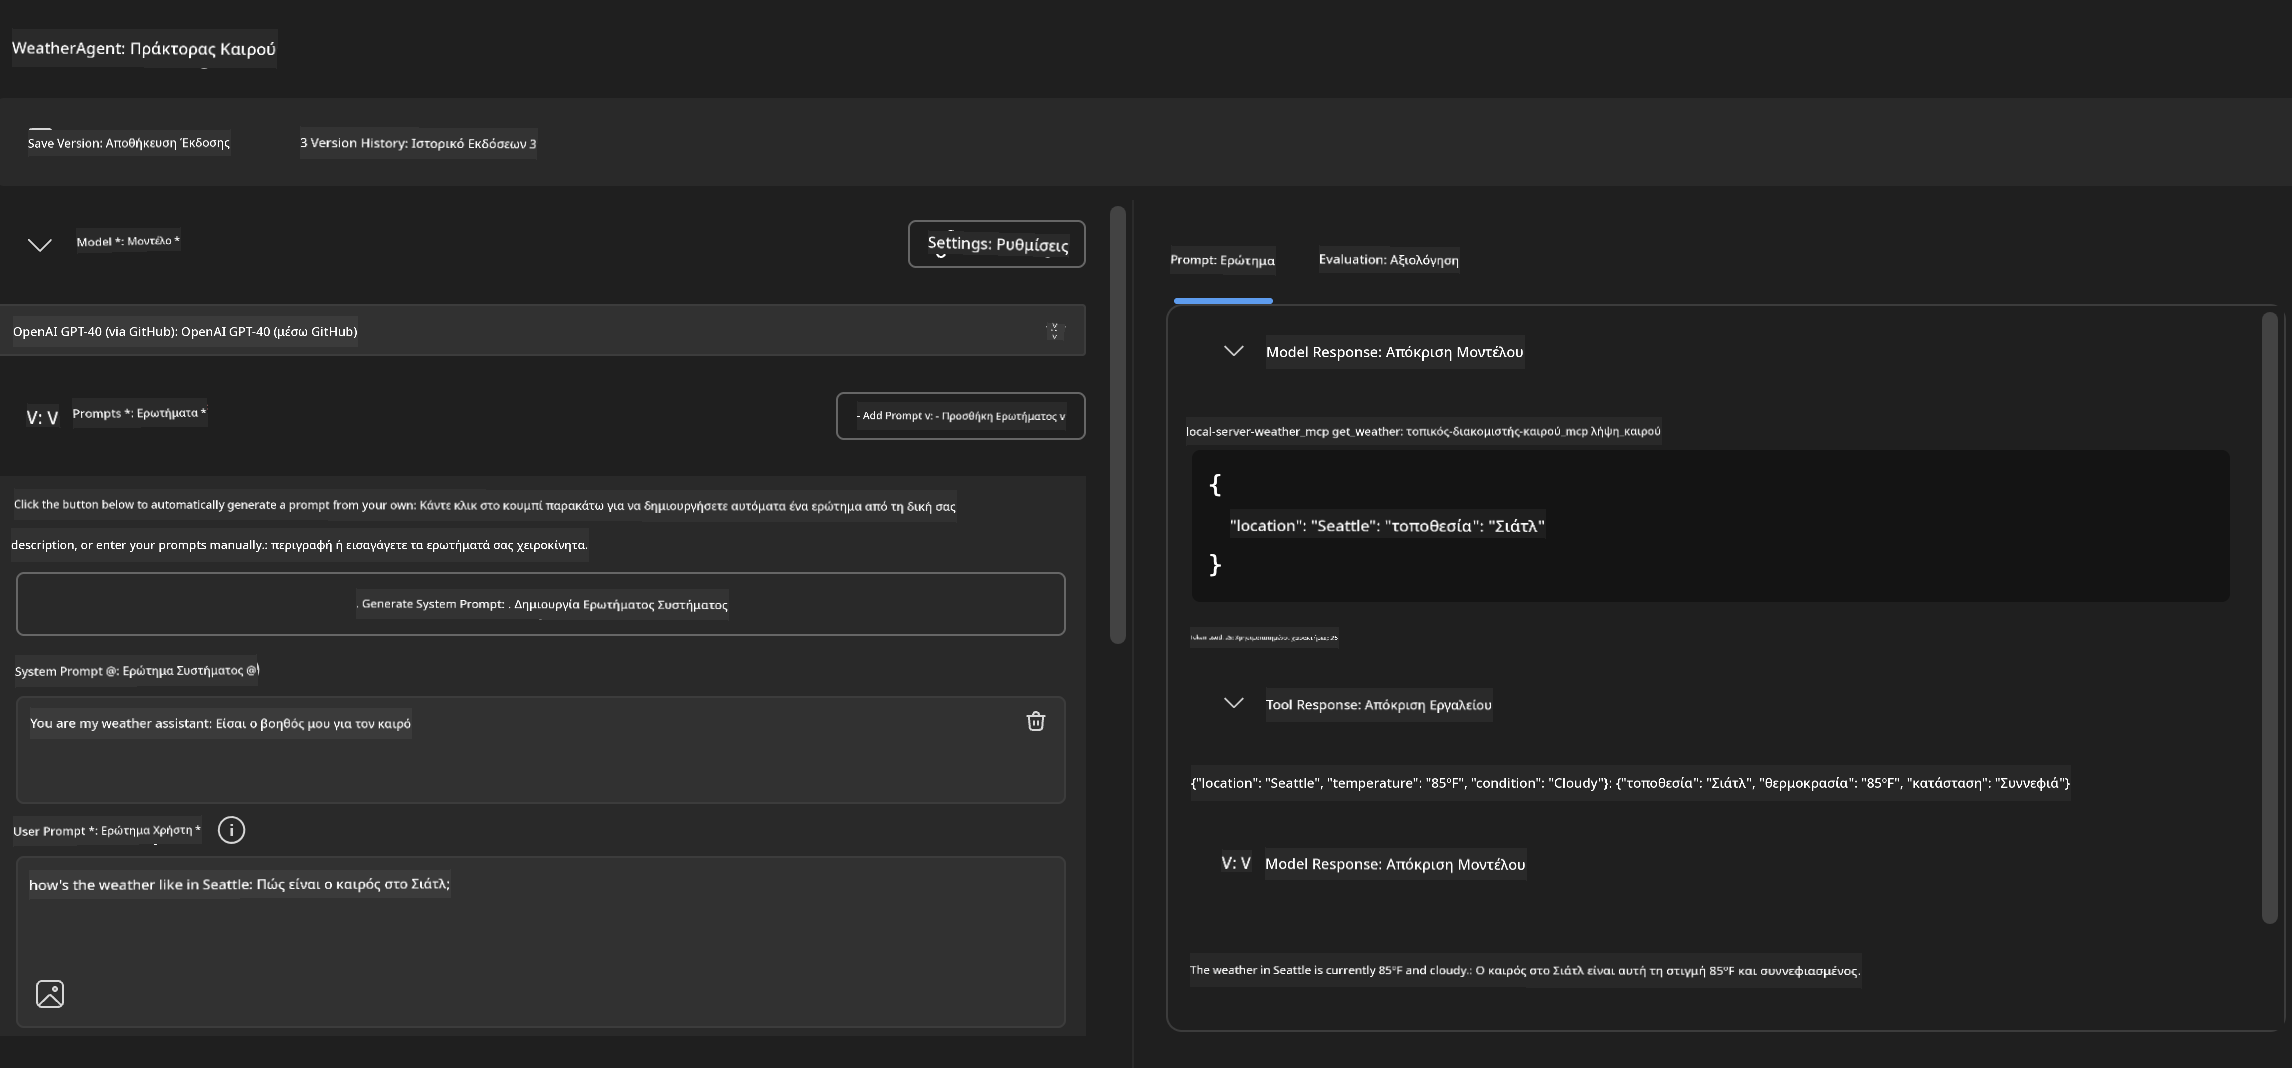 WeatherAgent: Πράκτορας Καιρού
Save Version: Αποθήκευση Έκδοσης
3 Version History: Ιστορικό Εκδόσεων 3
Model *: Μοντέλο *
Settings: Ρυθμίσεις
OpenAI GPT-40 (via GitHub): OpenAI GPT-40 (μέσω GitHub)
V: V
Prompts *: Ερωτήματα *
- Add Prompt v: - Προσθήκη Ερωτήματος v
Click the button below to automatically generate a prompt from your own: Κάντε κλικ στο κουμπί παρακάτω για να δημιουργήσετε αυτόματα ένα ερώτημα από τη δική σας
description, or enter your prompts manually.: περιγραφή ή εισαγάγετε τα ερωτήματά σας χειροκίνητα.
. Generate System Prompt: . Δημιουργία Ερωτήματος Συστήματος
System Prompt @: Ερώτημα Συστήματος @\
You are my weather assistant: Είσαι ο βοηθός μου για τον καιρό
User Prompt *: Ερώτημα Χρήστη *
how's the weather like in Seattle: Πώς είναι ο καιρός στο Σιάτλ;
Prompt: Ερώτημα
Evaluation: Αξιολόγηση
Model Response: Απόκριση Μοντέλου
local-server-weather_mcp get_weather: τοπικός-διακομιστής-καιρού_mcp λήψη_καιρού
{
"location": "Seattle": "τοποθεσία": "Σιάτλ"
}
Tool Response: Απόκριση Εργαλείου
{"location": "Seattle", "temperature": "85°F", "condition": "Cloudy"}: {"τοποθεσία": "Σιάτλ", "θερμοκρασία": "85°F", "κατάσταση": "Συννεφιά"}
V: V
Model Response: Απόκριση Μοντέλου
The weather in Seattle is currently 85°F and cloudy.: Ο καιρός στο Σιάτλ είναι αυτή τη στιγμή 85°F και συννεφιασμένος.